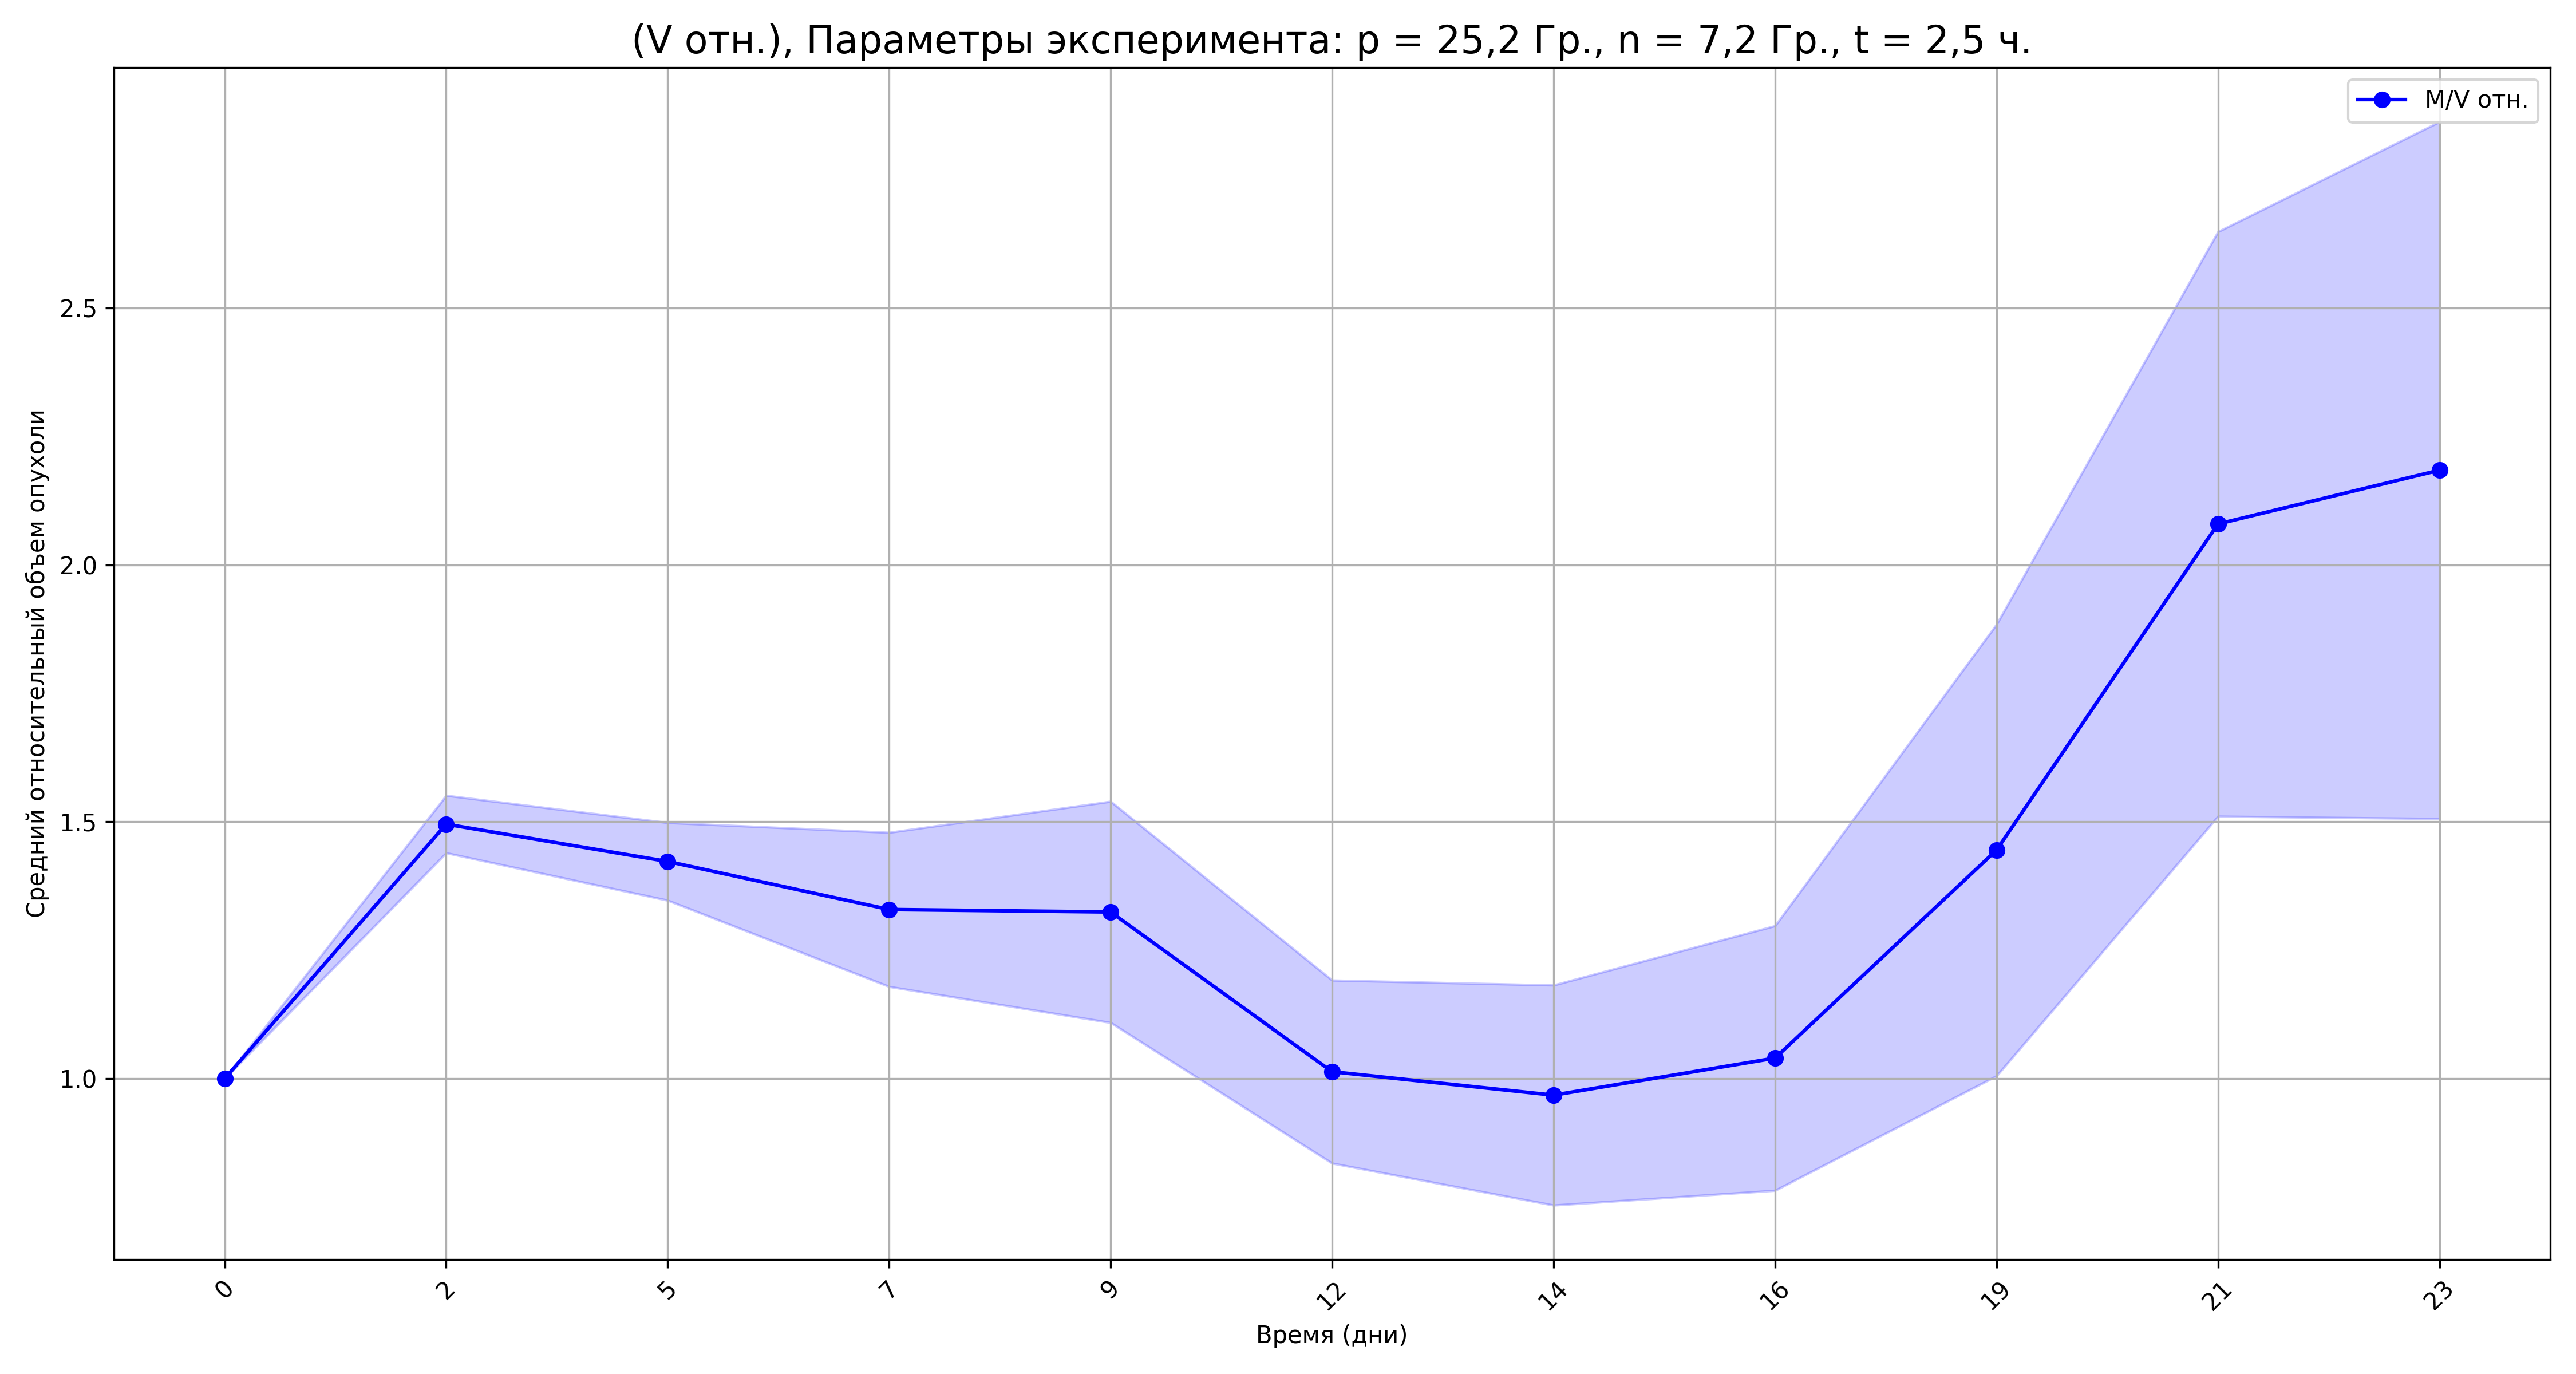 (V отн.), Параметры эксперимента: p = 25,2 Гр., n = 7,2 Гр., t = 2,5 ч.
M/V отн.
Средний относительный объем опухоли
2.5
2.0
1.5
1.0
0 2 5 7 9 12 14 16 19 21 23
Время (дни)